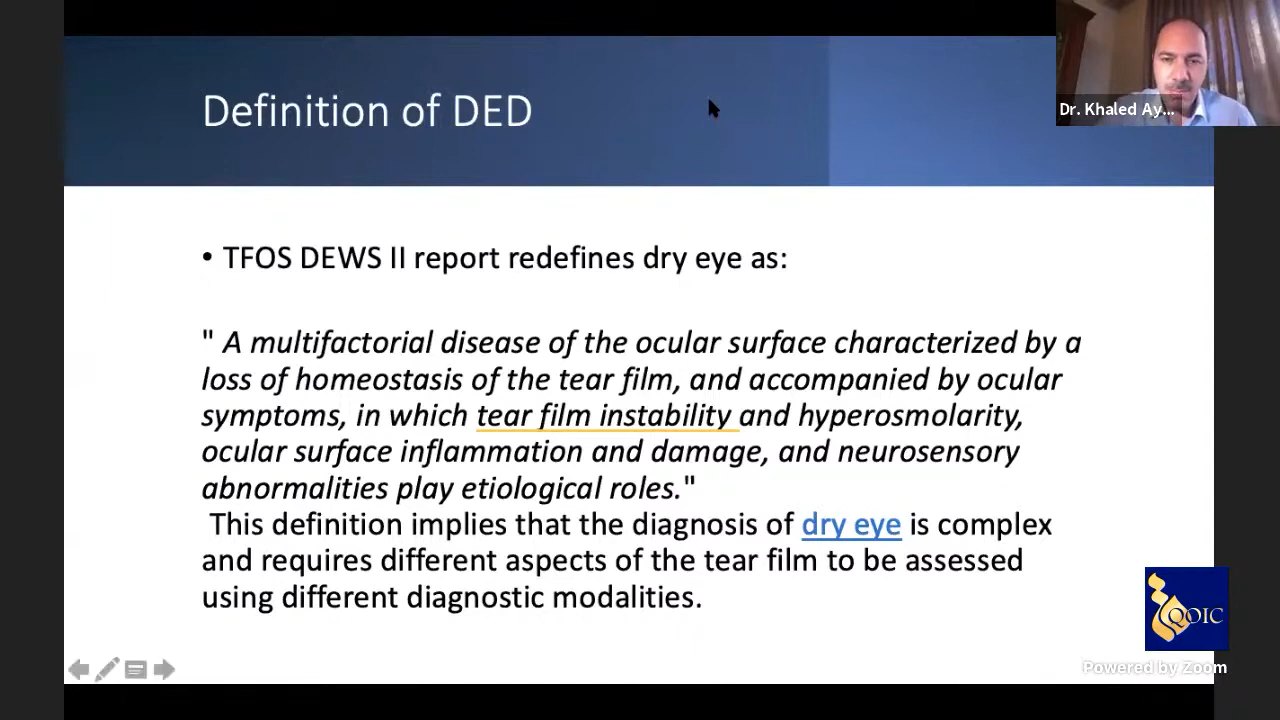 Definition of DED
Dr. Khaled Ay...
• TFOS DEWS II report redefines dry eye as:
" A multifactorial disease of the ocular surface characterized by a
loss of homeostasis of the tear film, and accompanied by ocular
symptoms, in which tear film instability and hyperosmolarity,
ocular surface inflammation and damage, and neurosensory
abnormalities play etiological roles."
This definition implies that the diagnosis of dry eye is complex
and requires different aspects of the tear film to be assessed
using different diagnostic modalities.
QOIC
Powered by Zoom